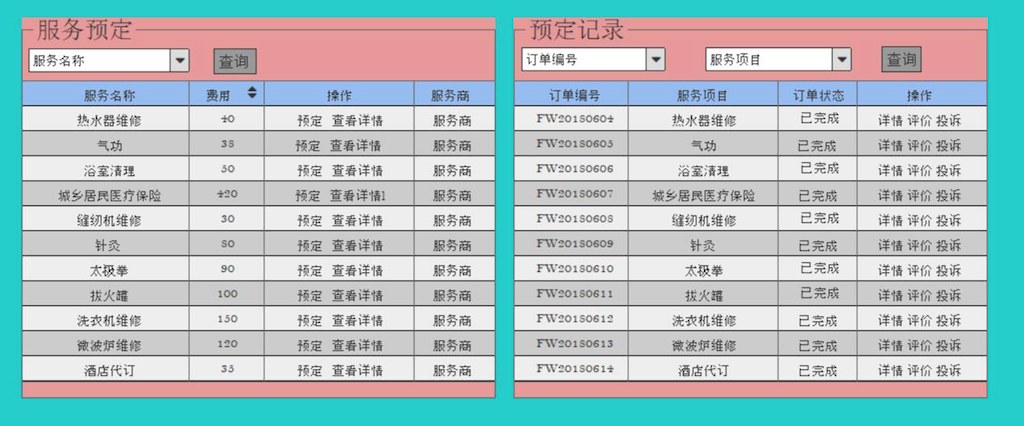 服务预定
服务名称 查询
服务名称 费用 操作 服务商
热水器维修 40 预定 查看详情 服务商
气功 38 预定 查看详情 服务商
浴室清理 50 预定 查看详情 服务商
城乡居民医疗保险 420 预定 查看详情1 服务商
缝纫机维修 30 预定 查看详情 服务商
针灸 80 预定 查看详情 服务商
太极拳 90 预定 查看详情 服务商
拔火罐 100 预定 查看详情 服务商
洗衣机维修 150 预定 查看详情 服务商
微波炉维修 120 预定 查看详情 服务商
酒店代订 35 预定 查看详情 服务商
预定记录
订单编号 服务项目 查询
订单编号 服务项目 订单状态 操作
FW20180604 热水器维修 已完成 详情 评价 投诉
FW20180605 气功 已完成 详情 评价 投诉
FW20180606 浴室清理 已完成 详情 评价 投诉
FW20180607 城乡居民医疗保险 已完成 详情 评价 投诉
FW20180608 缝纫机维修 已完成 详情 评价 投诉
FW20180609 针灸 已完成 详情 评价 投诉
FW20180610 太极拳 已完成 详情 评价 投诉
FW20180611 拔火罐 已完成 详情 评价 投诉
FW20180612 洗衣机维修 已完成 详情 评价 投诉
FW20180613 微波炉维修 已完成 详情 评价 投诉
FW20180614 酒店代订 已完成 详情 评价 投诉